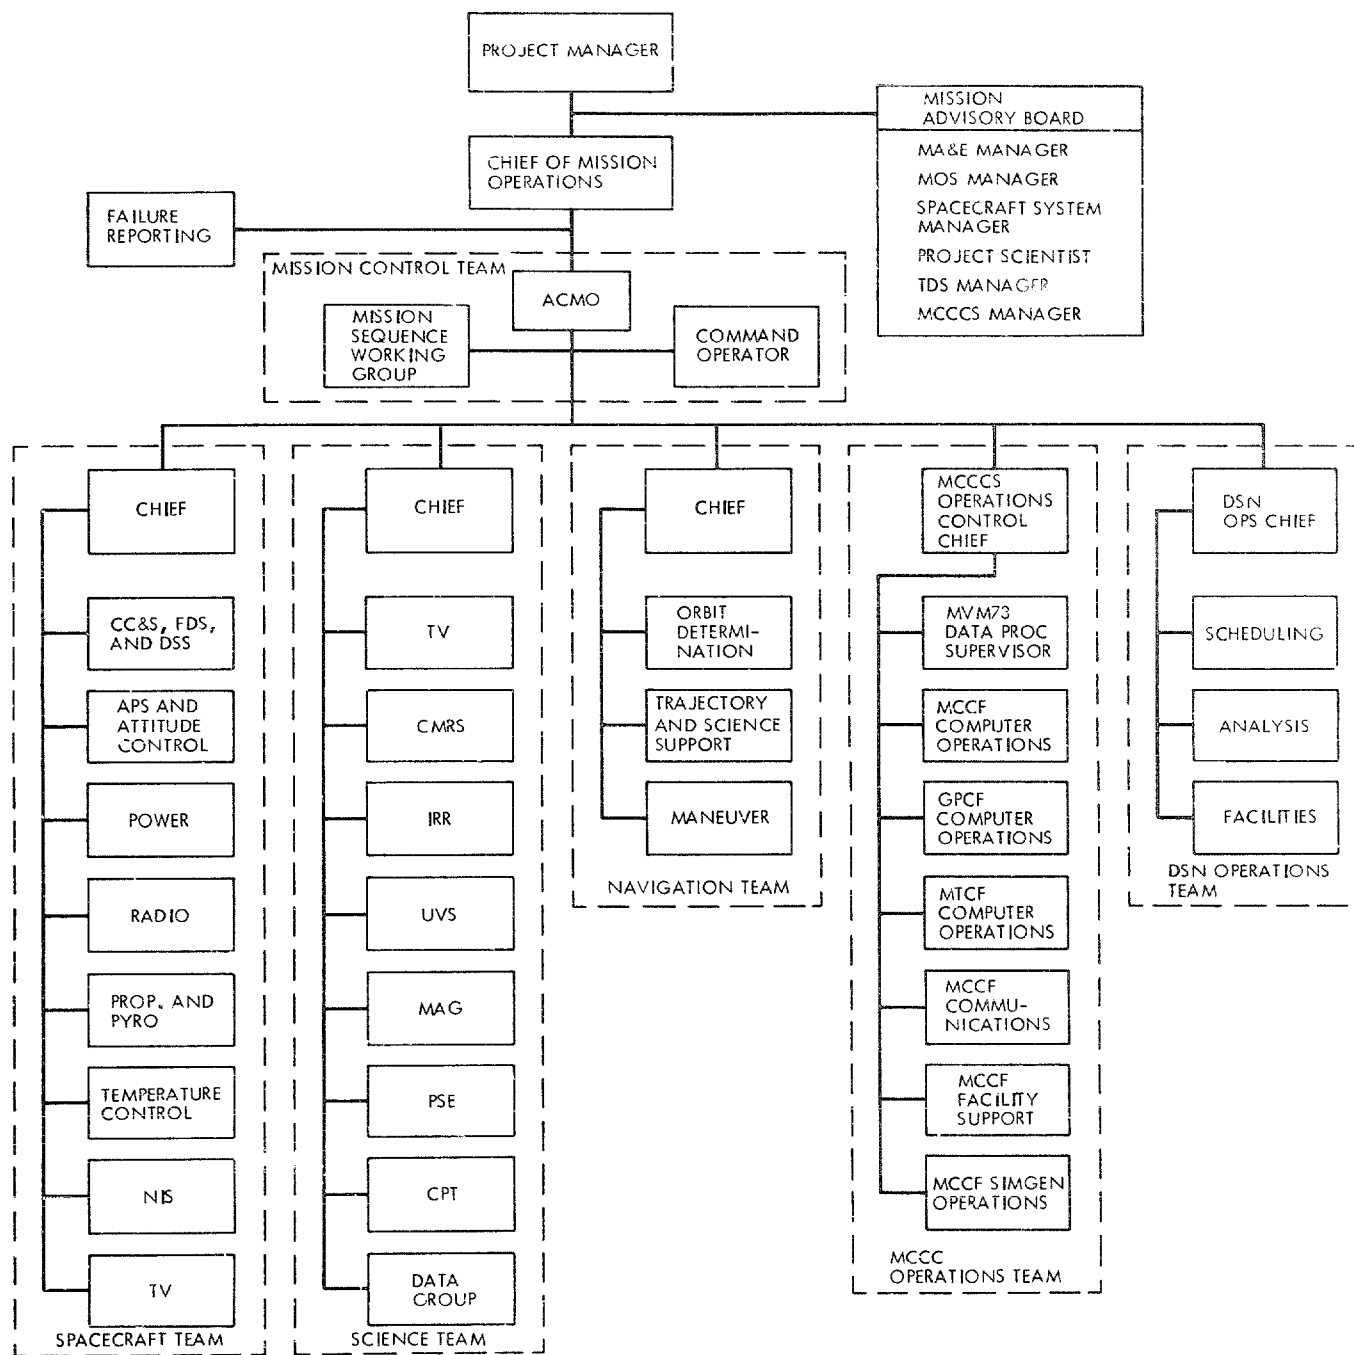 PROJECT MANAGER
MISSION
ADVISORY BOARD
MA&E MANAGER
MOS MANAGER
SPACECRAFT SYSTEM
MANAGER
PROJECT SCIENTIST
TDS MANAGER
MCCCS MANAGER
CHIEF OF MISSION
OPERATIONS
FAILURE
REPORTING
MISSION CONTROL TEAM
ACMO
MISSION
SEQUENCE
WORKING
GROUP
COMMAND
OPERATOR
CHIEF
CC&S, FDS,
AND DSS
APS AND
ATTITUDE
CONTROL
POWER
RADIO
PROP. AND
PYRO
TEMPERATURE
CONTROL
NIS
TV
SPACECRAFT TEAM
CHIEF
TV
CMRS
IRR
UVS
MAG
PSE
CPT
DATA
GROUP
SCIENCE TEAM
CHIEF
ORBIT
DETERMI-
NATION
TRAJECTORY
AND SCIENCE
SUPPORT
MANEUVER
NAVIGATION TEAM
MCCCS
OPERATIONS
CONTROL
CHIEF
MVM73
DATA PROC
SUPERVISOR
MCCF
COMPUTER
OPERATIONS
GPCF
COMPUTER
OPERATIONS
MTCF
COMPUTER
OPERATIONS
MCCF
COMMU-
NICATIONS
MCCF
FACILITY
SUPPORT
MCCF SIMGEN
OPERATIONS
MCCC
OPERATIONS TEAM
DSN
OPS CHIEF
SCHEDULING
ANALYSIS
FACILITIES
DSN OPERATIONS
TEAM